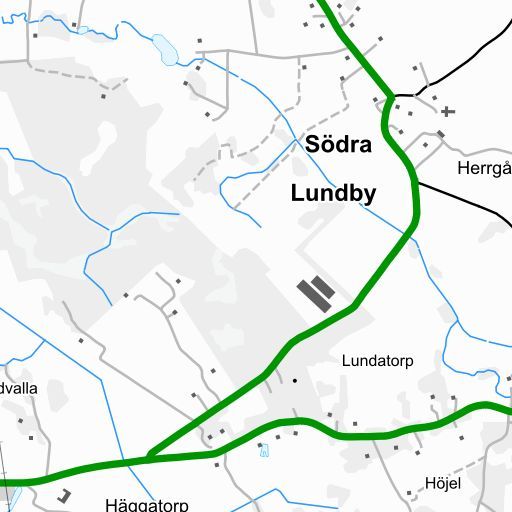 Södra
Lundby
Herrgå
Lundatorp
dvalla
Höjel
Häggatorp